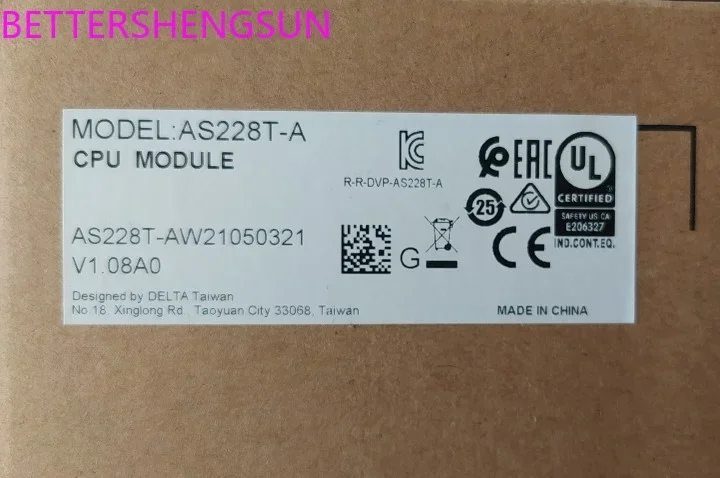 BETTERSHENGSUN
MODEL:AS228T-A
CPU MODULE
R-R-DVP-AS228T-A
EAC
UL
CERTIFIED
SAFETY US CA
E206327
IND.CONT.EQ.
25
CE
AS228T-AW21050321
V1.08A0
G
Designed by DELTA Taiwan
No 18, Xinglong Rd., Taoyuan City 33068, Taiwan
MADE IN CHINA